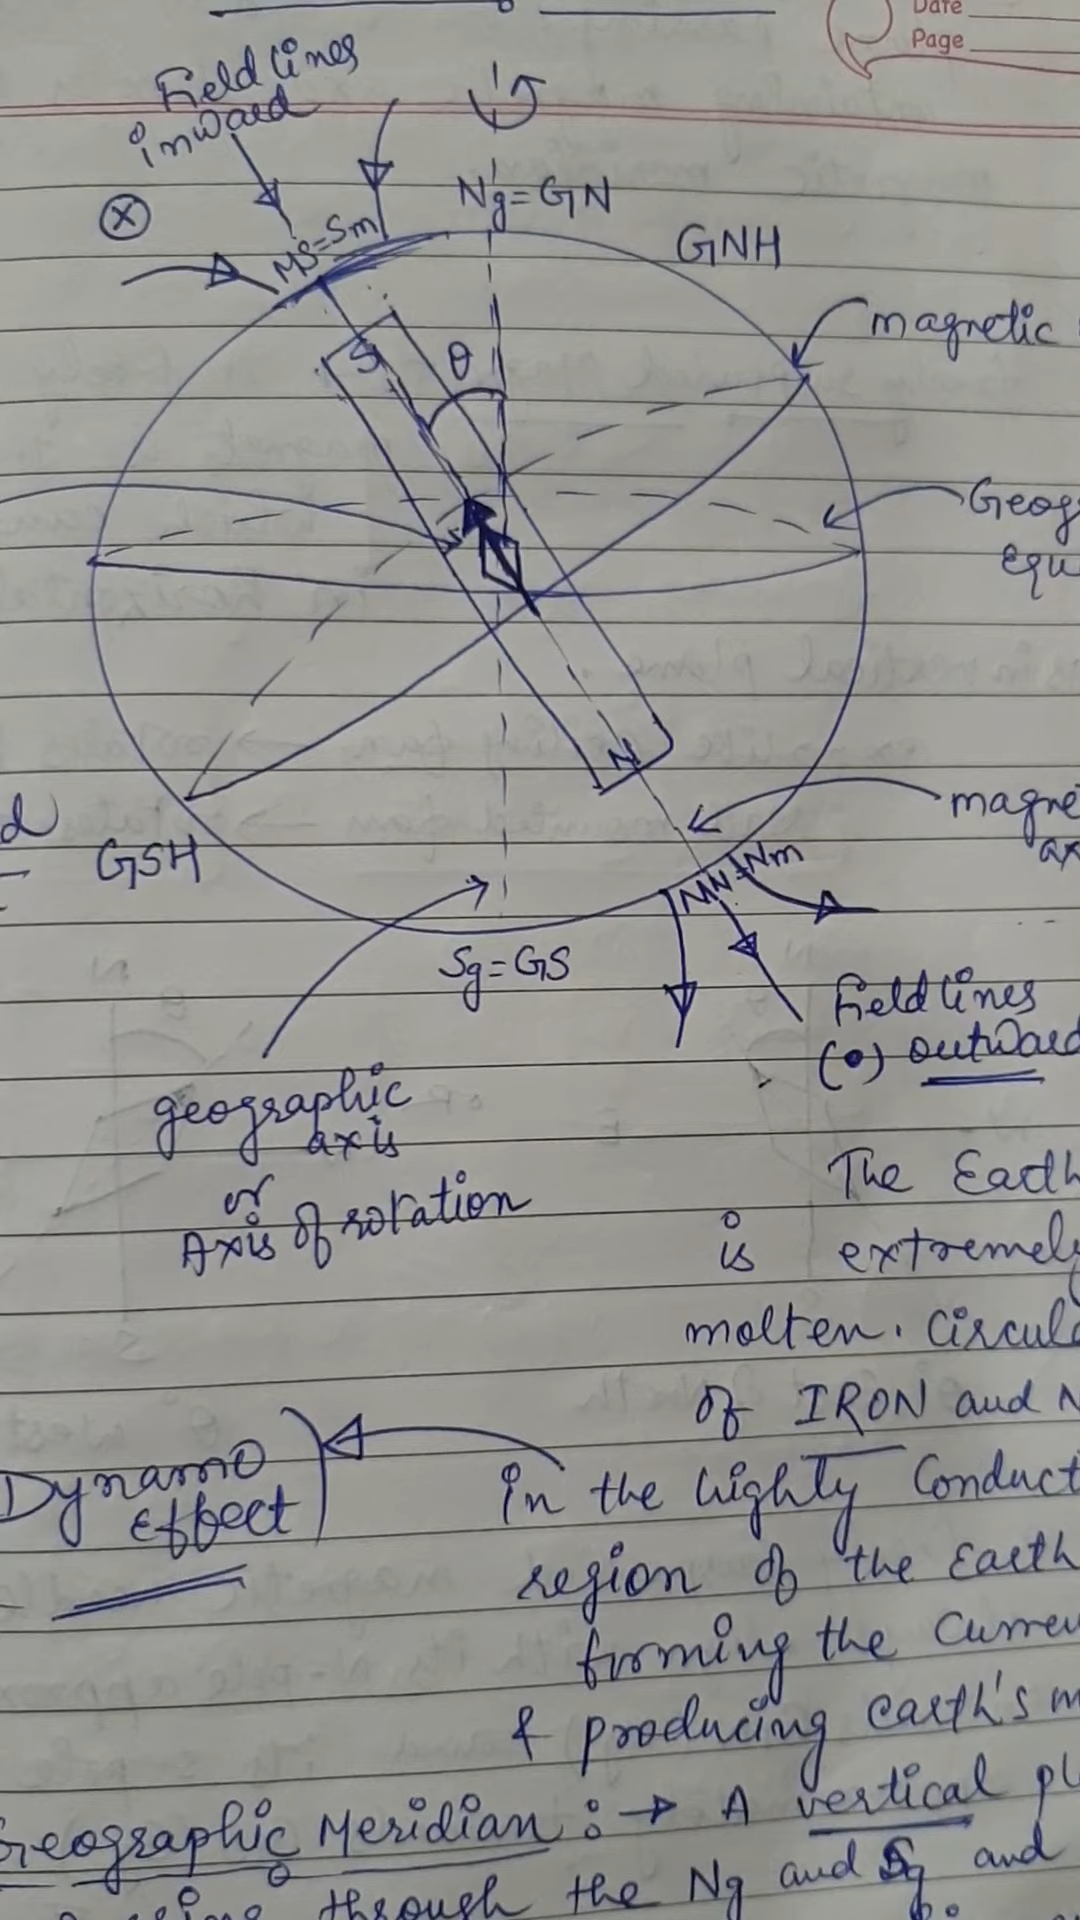 Date
Page
Field lines
inward
Ng=GN
MS=Sm
GNH
magnetic
S
θ
Geog
equ
N
d
GSH
magne
ax
MN=Nm
Sg=GS
Field lines
(•) outward
geographic
axis
or
Axis of rotation
The Earth
is extremely
molten. Circula
of IRON and N
Dynamo
Effect
in the highly Conduct
region of the Earth
forming the Curren
& producing earth's m
Geographic Meridian : → A vertical pl
through the Ng and Sg and